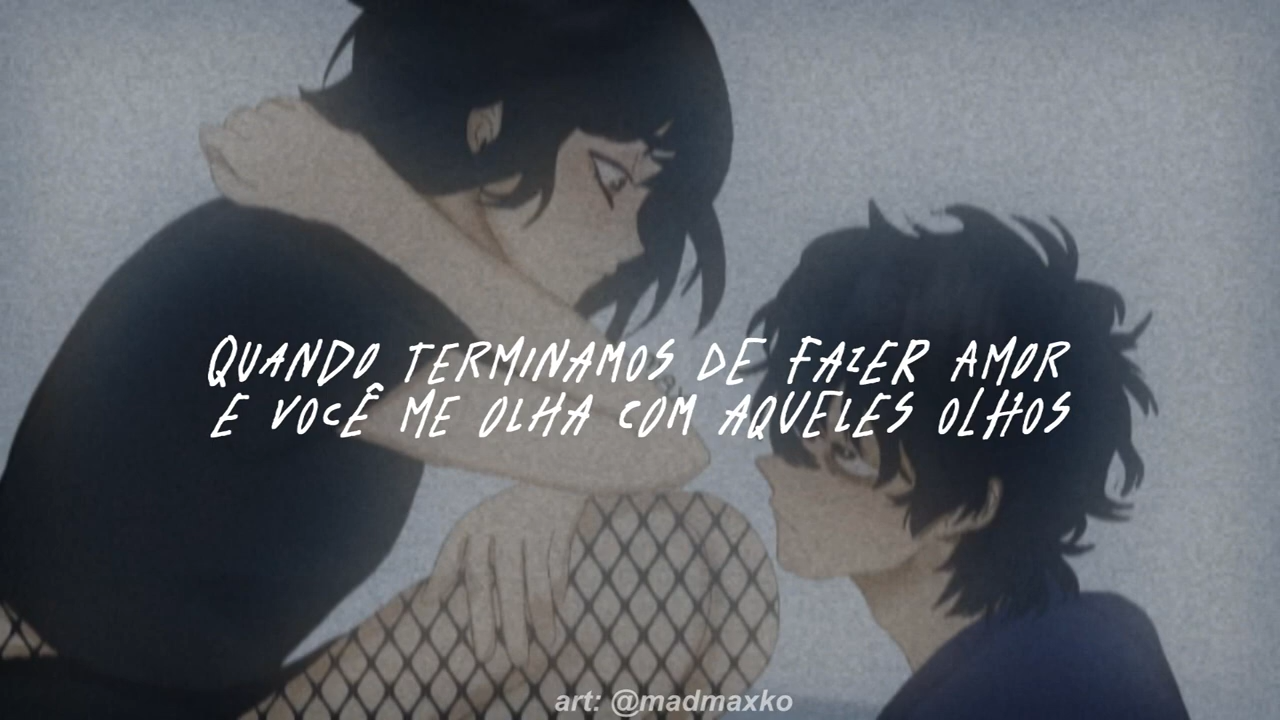 QUANDO TERMINAMOS DE FAZER AMOR
E VOCÊ ME OLHA COM AQUELES OLHOS
art: @madmaxko